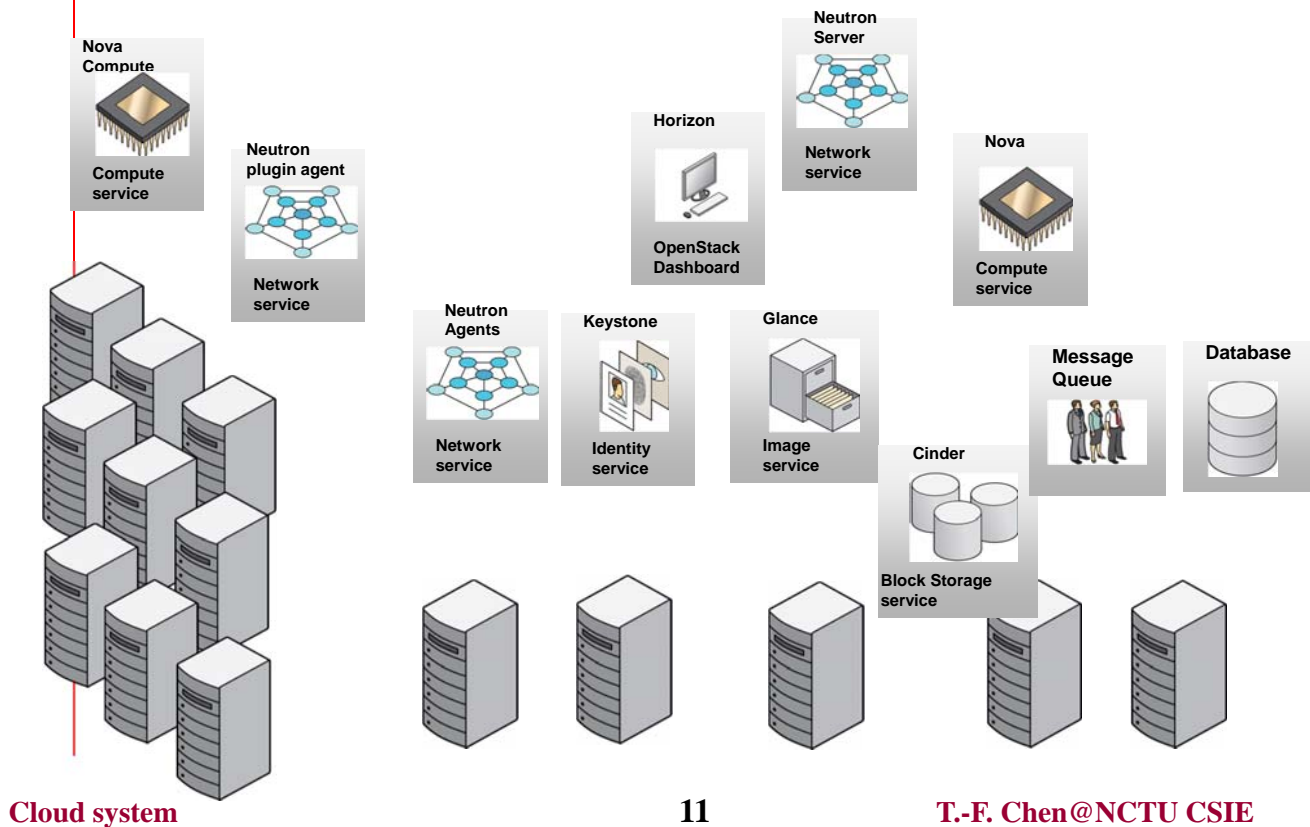 Nova
Compute
Compute
service
Neutron
plugin agent
Network
service
Neutron
Agents
Network
service
Keystone
Identity
service
Horizon
OpenStack
Dashboard
Neutron
Server
Network
service
Glance
Image
service
Nova
Compute
service
Cinder
Block Storage
service
Message
Queue
Database
Cloud system
11
T.-F. Chen@NCTU CSIE